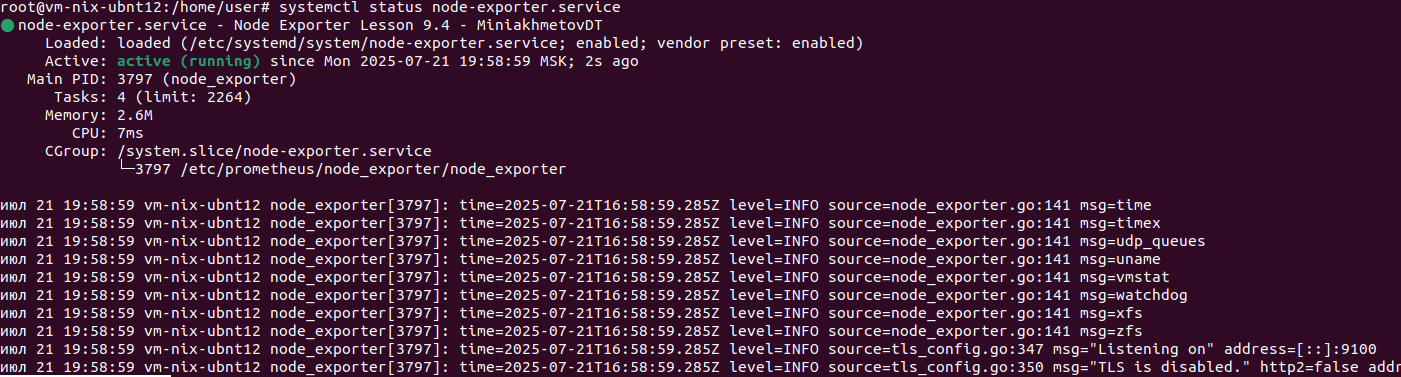 root@vm-nix-ubnt12:/home/user# systemctl status node-exporter.service
● node-exporter.service - Node Exporter Lesson 9.4 - MiniakhmetovDT
     Loaded: loaded (/etc/systemd/system/node-exporter.service; enabled; vendor preset: enabled)
     Active: active (running) since Mon 2025-07-21 19:58:59 MSK; 2s ago
   Main PID: 3797 (node_exporter)
      Tasks: 4 (limit: 2264)
     Memory: 2.6M
        CPU: 7ms
     CGroup: /system.slice/node-exporter.service
             └─3797 /etc/prometheus/node_exporter/node_exporter

июл 21 19:58:59 vm-nix-ubnt12 node_exporter[3797]: time=2025-07-21T16:58:59.285Z level=INFO source=node_exporter.go:141 msg=time
июл 21 19:58:59 vm-nix-ubnt12 node_exporter[3797]: time=2025-07-21T16:58:59.285Z level=INFO source=node_exporter.go:141 msg=timex
июл 21 19:58:59 vm-nix-ubnt12 node_exporter[3797]: time=2025-07-21T16:58:59.285Z level=INFO source=node_exporter.go:141 msg=udp_queues
июл 21 19:58:59 vm-nix-ubnt12 node_exporter[3797]: time=2025-07-21T16:58:59.285Z level=INFO source=node_exporter.go:141 msg=uname
июл 21 19:58:59 vm-nix-ubnt12 node_exporter[3797]: time=2025-07-21T16:58:59.285Z level=INFO source=node_exporter.go:141 msg=vmstat
июл 21 19:58:59 vm-nix-ubnt12 node_exporter[3797]: time=2025-07-21T16:58:59.285Z level=INFO source=node_exporter.go:141 msg=watchdog
июл 21 19:58:59 vm-nix-ubnt12 node_exporter[3797]: time=2025-07-21T16:58:59.285Z level=INFO source=node_exporter.go:141 msg=xfs
июл 21 19:58:59 vm-nix-ubnt12 node_exporter[3797]: time=2025-07-21T16:58:59.285Z level=INFO source=node_exporter.go:141 msg=zfs
июл 21 19:58:59 vm-nix-ubnt12 node_exporter[3797]: time=2025-07-21T16:58:59.285Z level=INFO source=tls_config.go:347 msg="Listening on" address=[::]:9100
июл 21 19:58:59 vm-nix-ubnt12 node_exporter[3797]: time=2025-07-21T16:58:59.285Z level=INFO source=tls_config.go:350 msg="TLS is disabled." http2=false addr